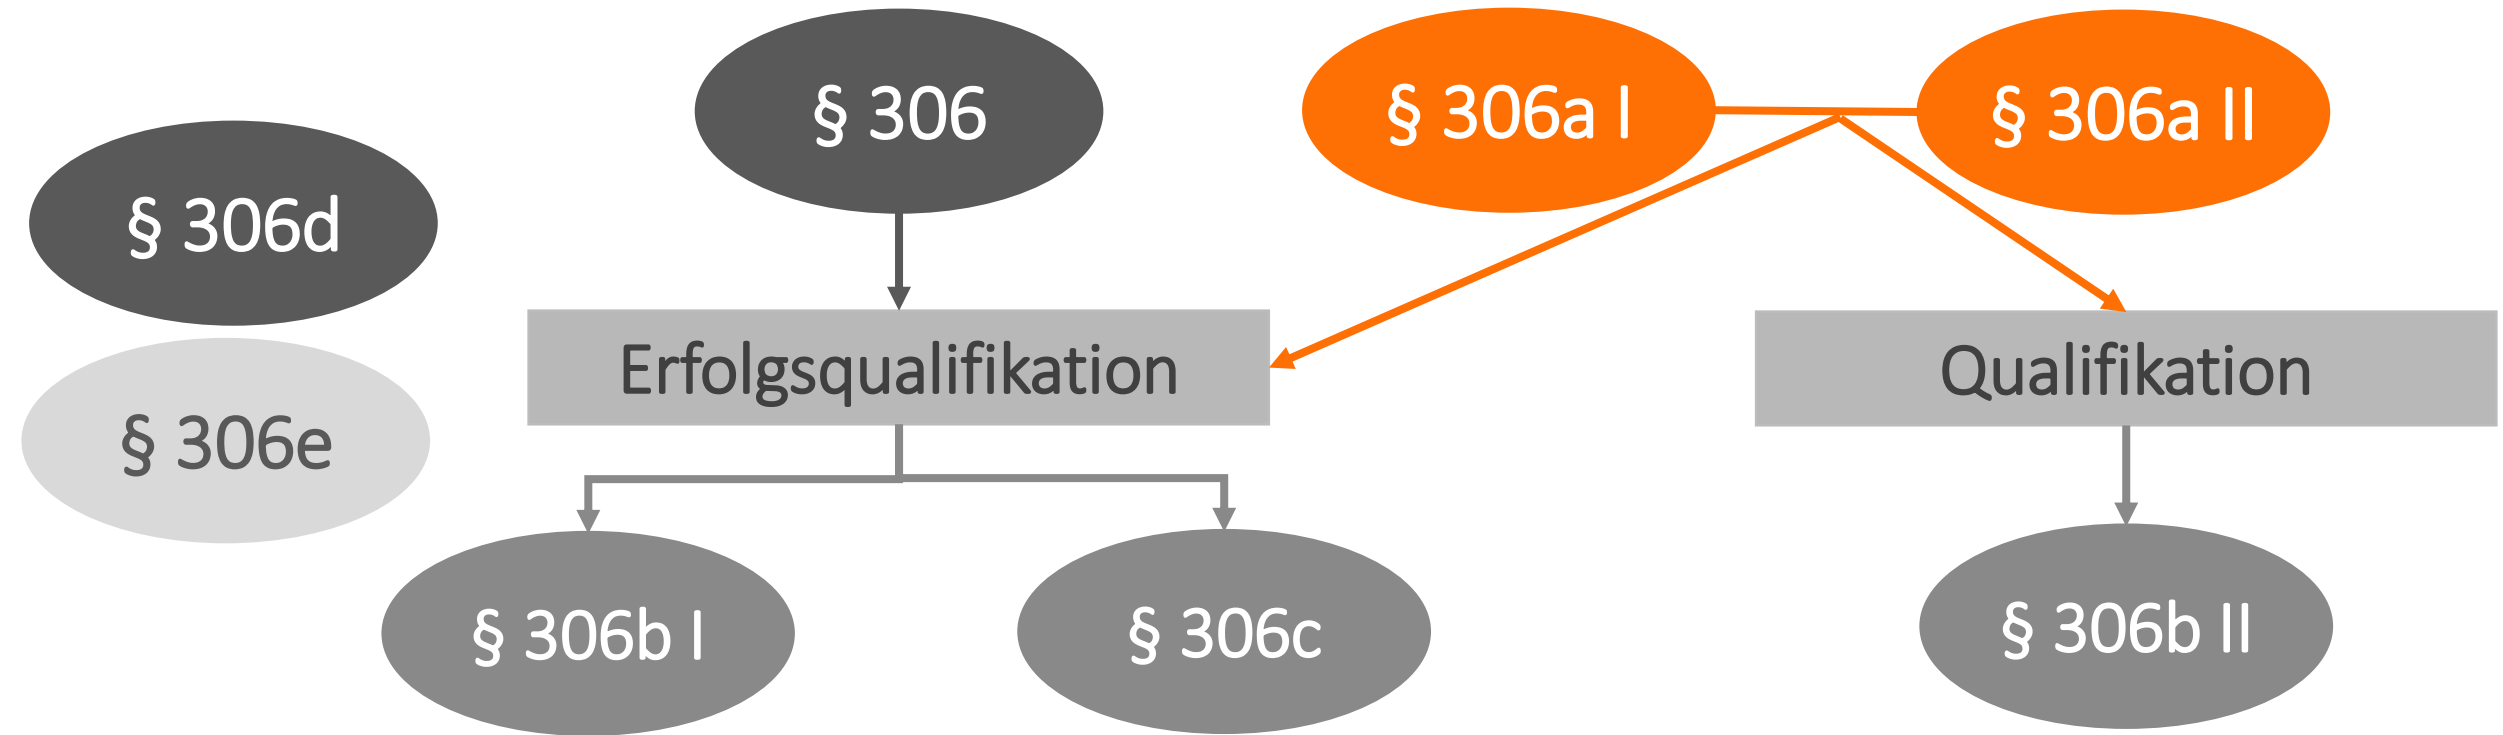 § 306
§ 306a I
§ 306a II
§ 306d
Erfolgsqualifikation
Qualifikation
§ 306e
§ 306b I
§ 306c
§ 306b II